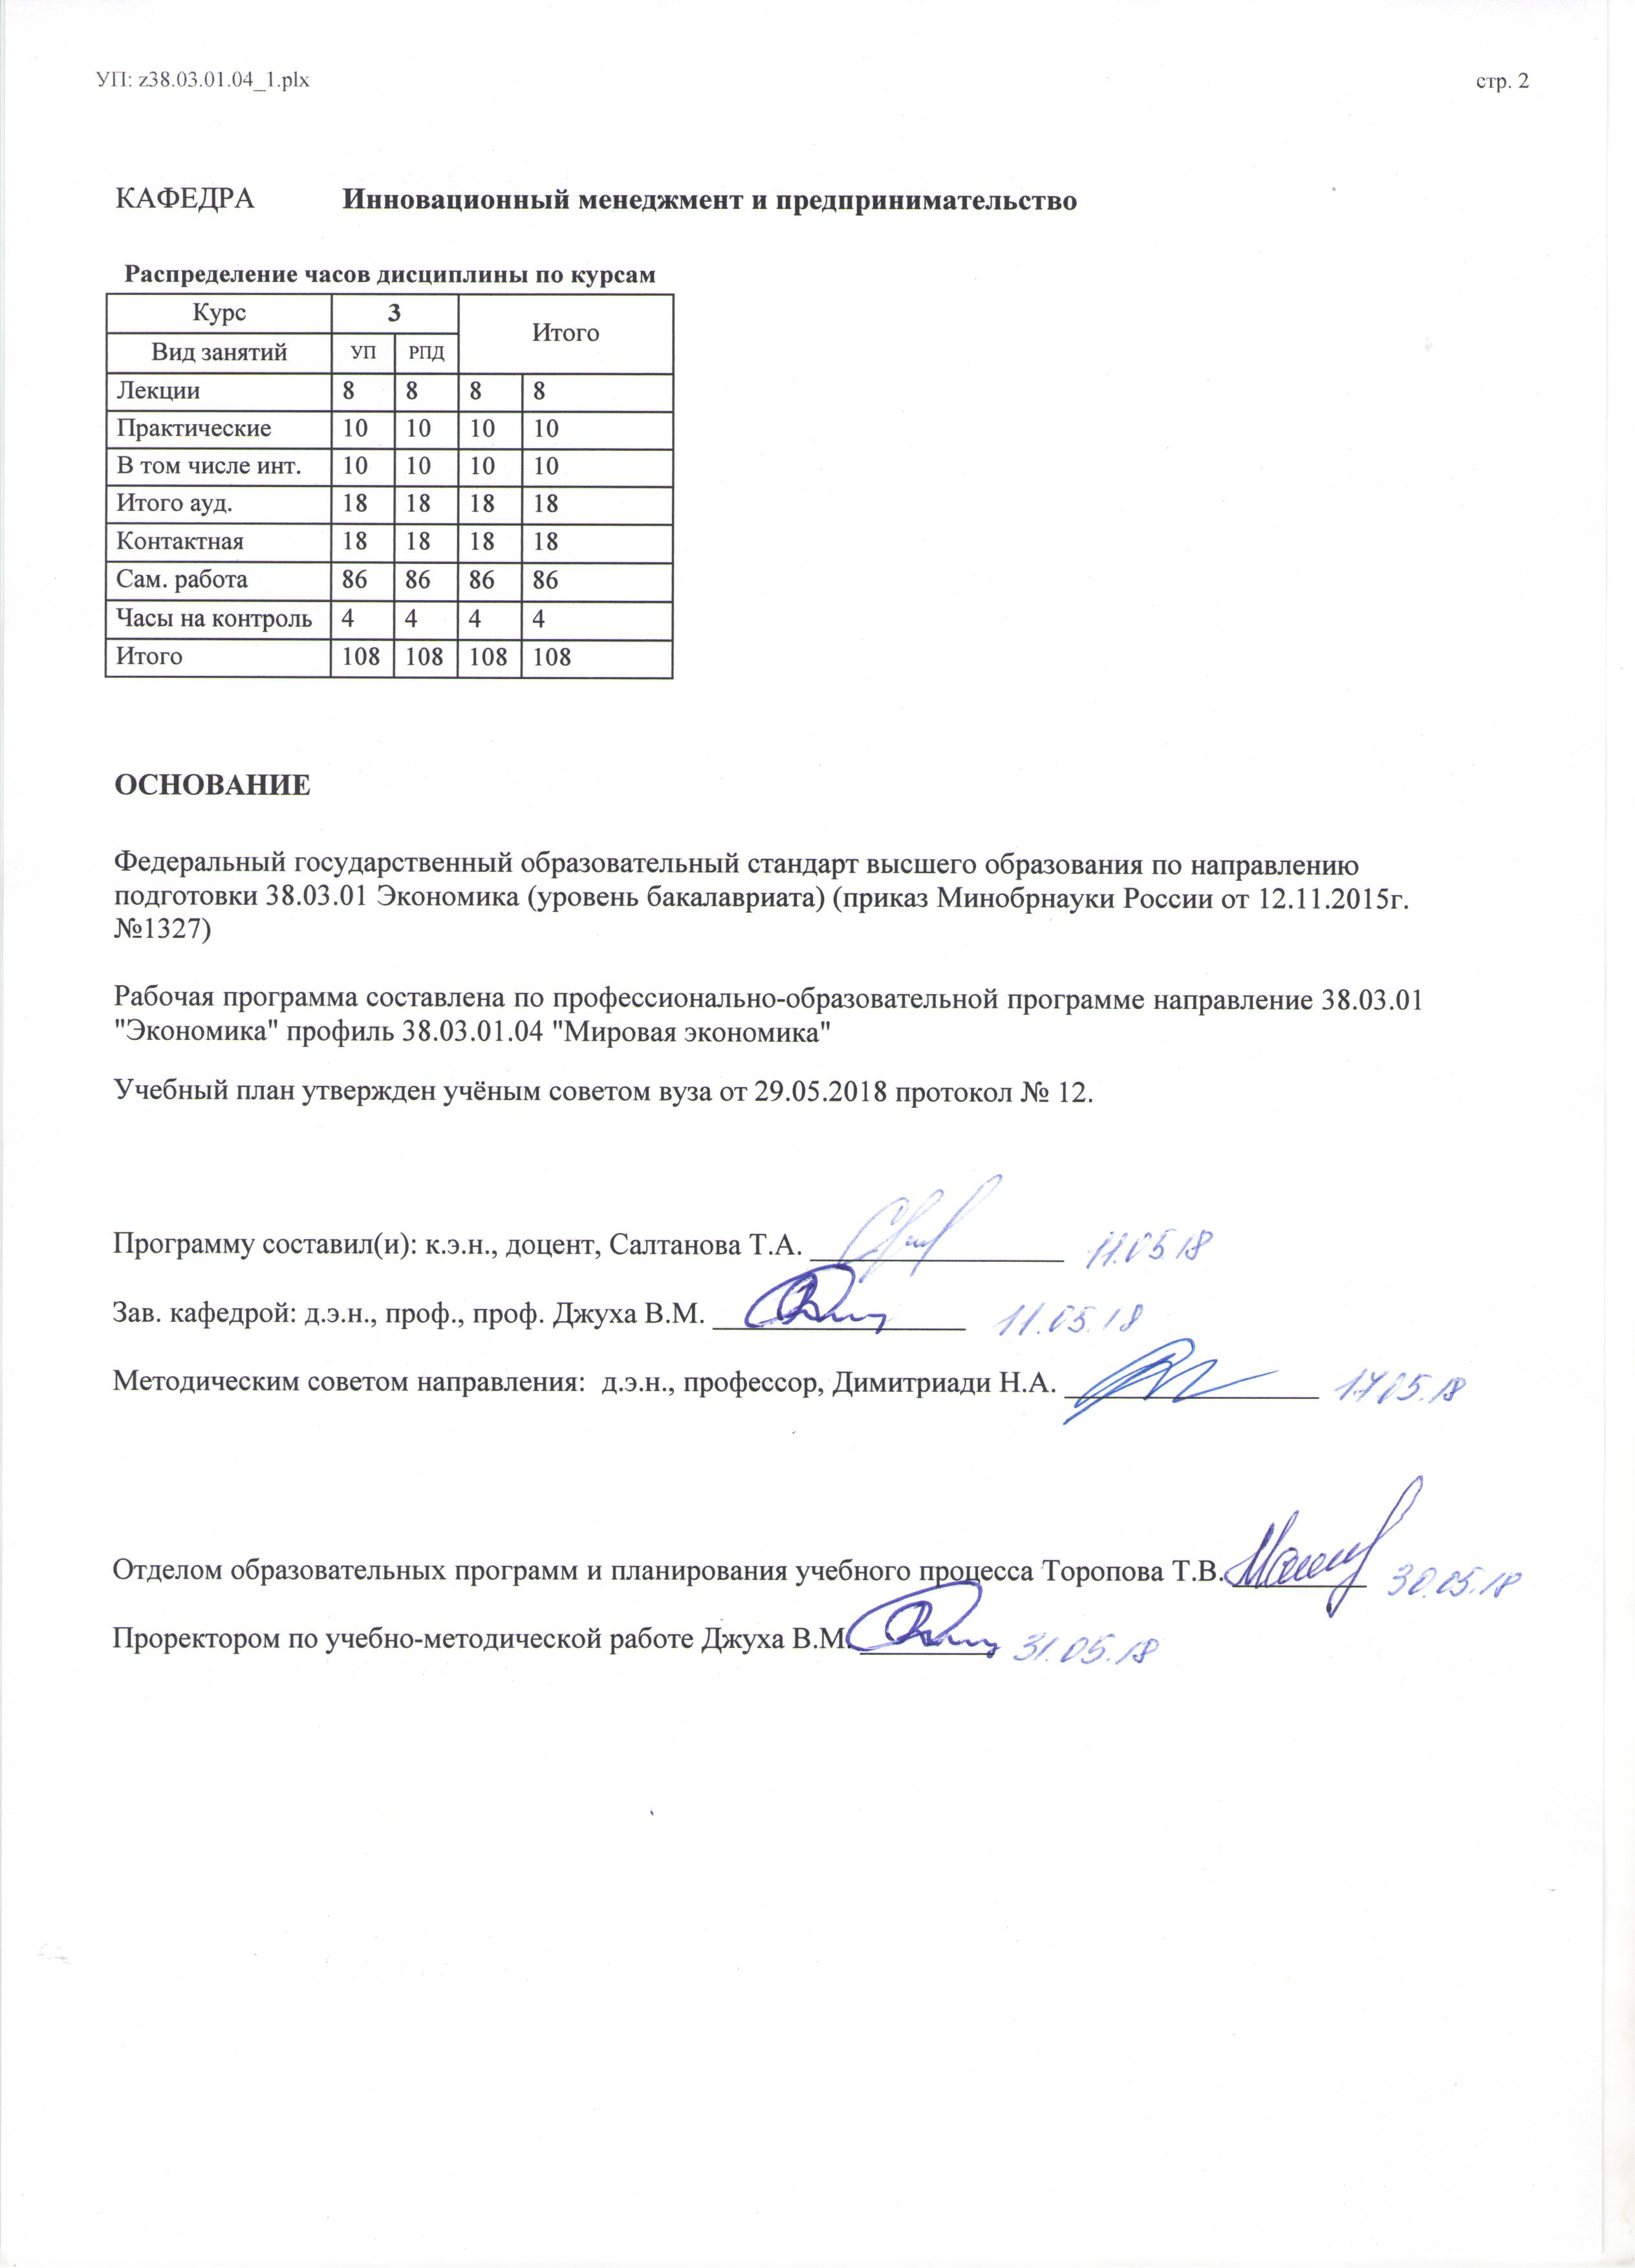 УП: z38.03.01.04_1.plx стр. 2
КАФЕДРА Инновационный менеджмент и предпринимательство
Распределение часов дисциплины по курсам
Курс 3 Итого
Вид занятий УП РПД
Лекции 8 8 8 8
Практические 10 10 10 10
В том числе инт. 10 10 10 10
Итого ауд. 18 18 18 18
Контактная 18 18 18 18
Сам. работа 86 86 86 86
Часы на контроль 4 4 4 4
Итого 108 108 108 108
ОСНОВАНИЕ
Федеральный государственный образовательный стандарт высшего образования по направлению
подготовки 38.03.01 Экономика (уровень бакалавриата) (приказ Минобрнауки России от 12.11.2015г.
№1327)
Рабочая программа составлена по профессионально-образовательной программе направление 38.03.01
"Экономика" профиль 38.03.01.04 "Мировая экономика"
Учебный план утвержден учёным советом вуза от 29.05.2018 протокол № 12.
Программу составил(и): к.э.н., доцент, Салтанова Т.А. 11.05.18
Зав. кафедрой: д.э.н., проф., проф. Джуха В.М. 11.05.18
Методическим советом направления: д.э.н., профессор, Димитриади Н.А. 17.05.18
Отделом образовательных программ и планирования учебного процесса Торопова Т.В. 30.05.18
Проректором по учебно-методической работе Джуха В.М. 31.05.18